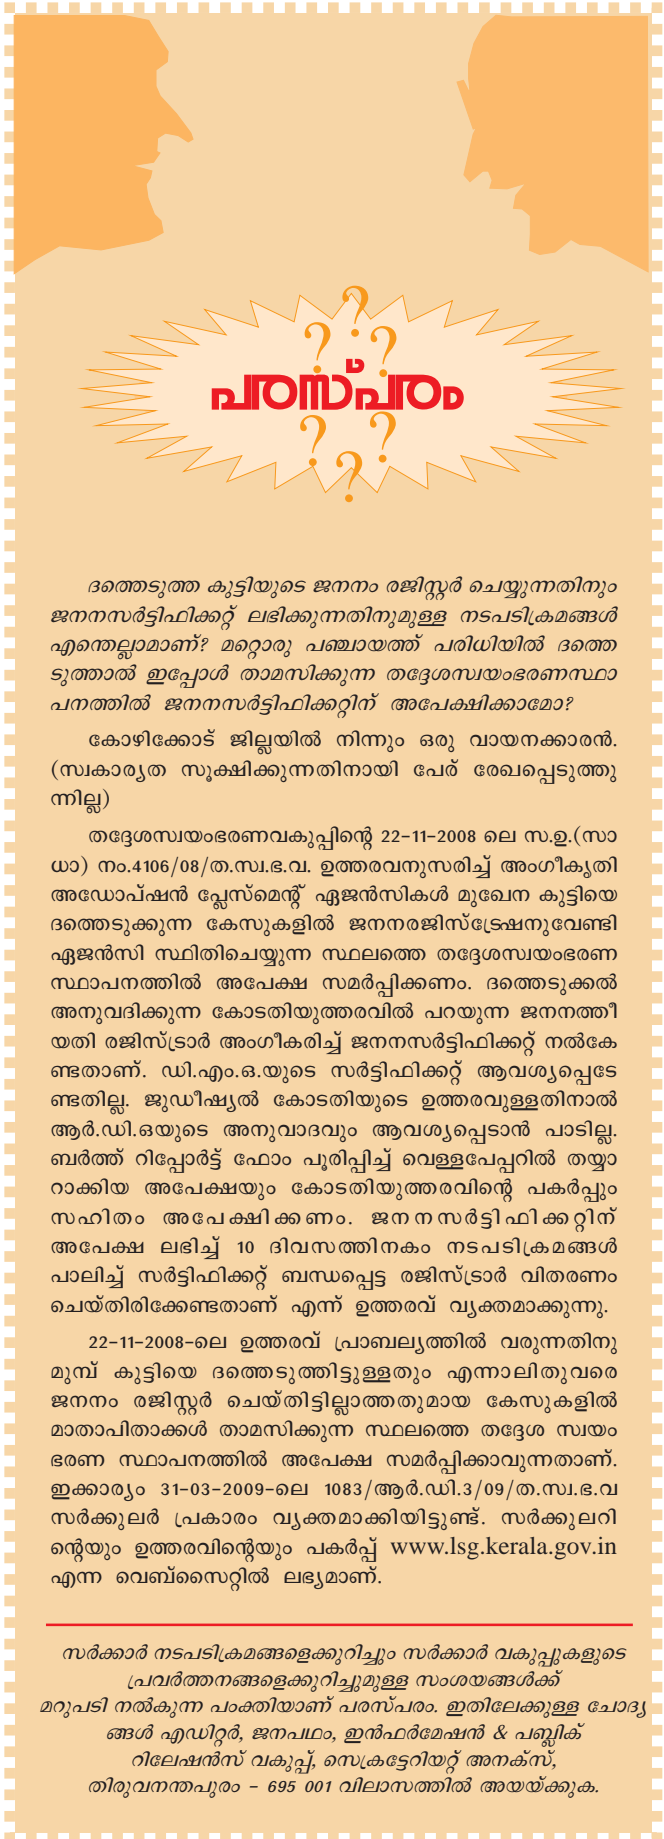 ?
? ?
പരസ്പരം
? ?
?
ദത്തെടുത്ത കുട്ടിയുടെ ജനനം രജിസ്റ്റർ ചെയ്യുന്നതിനും
ജനനസർട്ടിഫിക്കറ്റ് ലഭിക്കുന്നതിനുമുള്ള നടപടിക്രമങ്ങൾ
എന്തെല്ലാമാണ്? മറ്റൊരു പഞ്ചായത്ത് പരിധിയിൽ ദത്തെ
ടുത്താൽ ഇപ്പോൾ താമസിക്കുന്ന തദ്ദേശസ്വയംഭരണസ്ഥാ
പനത്തിൽ ജനനസർട്ടിഫിക്കറ്റിന് അപേക്ഷിക്കാമോ?
കോഴിക്കോട് ജില്ലയിൽ നിന്നും ഒരു വായനക്കാരൻ.
(സ്വകാര്യത സൂക്ഷിക്കുന്നതിനായി പേര് രേഖപ്പെടുത്തു
ന്നില്ല)
തദ്ദേശസ്വയംഭരണവകുപ്പിന്റെ 22-11-2008 ലെ സ.ഉ.(സാ
ധാ) നം.4106/08/ത.സ്വ.ഭ.വ. ഉത്തരവനുസരിച്ച് അംഗീകൃതി
അഡോപ്ഷൻ പ്ലേസ്മെന്റ് ഏജൻസികൾ മുഖേന കുട്ടിയെ
ദത്തെടുക്കുന്ന കേസുകളിൽ ജനനരജിസ്ട്രേഷനുവേണ്ടി
ഏജൻസി സ്ഥിതിചെയ്യുന്ന സ്ഥലത്തെ തദ്ദേശസ്വയംഭരണ
സ്ഥാപനത്തിൽ അപേക്ഷ സമർപ്പിക്കണം. ദത്തെടുക്കൽ
അനുവദിക്കുന്ന കോടതിയുത്തരവിൽ പറയുന്ന ജനനത്തീ
യതി രജിസ്ട്രാർ അംഗീകരിച്ച് ജനനസർട്ടിഫിക്കറ്റ് നൽകേ
ണ്ടതാണ്. ഡി.എം.ഒ.യുടെ സർട്ടിഫിക്കറ്റ് ആവശ്യപ്പെടേ
ണ്ടതില്ല. ജുഡീഷ്യൽ കോടതിയുടെ ഉത്തരവുള്ളതിനാൽ
ആർ.ഡി.ഒയുടെ അനുവാദവും ആവശ്യപ്പെടാൻ പാടില്ല.
ബർത്ത് റിപ്പോർട്ട് ഫോം പൂരിപ്പിച്ച് വെള്ളപേപ്പറിൽ തയ്യാ
റാക്കിയ അപേക്ഷയും കോടതിയുത്തരവിന്റെ പകർപ്പും
സഹിതം അപേക്ഷിക്കണം. ജനനസർട്ടിഫിക്കറ്റിന്
അപേക്ഷ ലഭിച്ച് 10 ദിവസത്തിനകം നടപടിക്രമങ്ങൾ
പാലിച്ച് സർട്ടിഫിക്കറ്റ് ബന്ധപ്പെട്ട രജിസ്ട്രാർ വിതരണം
ചെയ്തിരിക്കേണ്ടതാണ് എന്ന് ഉത്തരവ് വ്യക്തമാക്കുന്നു.
22-11-2008-ലെ ഉത്തരവ് പ്രാബല്യത്തിൽ വരുന്നതിനു
മുമ്പ് കുട്ടിയെ ദത്തെടുത്തിട്ടുള്ളതും എന്നാലിതുവരെ
ജനനം രജിസ്റ്റർ ചെയ്തിട്ടില്ലാത്തതുമായ കേസുകളിൽ
മാതാപിതാക്കൾ താമസിക്കുന്ന സ്ഥലത്തെ തദ്ദേശ സ്വയം
ഭരണ സ്ഥാപനത്തിൽ അപേക്ഷ സമർപ്പിക്കാവുന്നതാണ്.
ഇക്കാര്യം 31-03-2009-ലെ 1083/ആർ.ഡി.3/09/ത.സ്വ.ഭ.വ
സർക്കുലർ പ്രകാരം വ്യക്തമാക്കിയിട്ടുണ്ട്. സർക്കുലറി
ന്റെയും ഉത്തരവിന്റെയും പകർപ്പ് www.lsg.kerala.gov.in
എന്ന വെബ്സൈറ്റിൽ ലഭ്യമാണ്.
സർക്കാർ നടപടിക്രമങ്ങളെക്കുറിച്ചും സർക്കാർ വകുപ്പുകളുടെ
പ്രവർത്തനങ്ങളെക്കുറിച്ചുമുള്ള സംശയങ്ങൾക്ക്
മറുപടി നൽകുന്ന പംക്തിയാണ് പരസ്പരം. ഇതിലേക്കുള്ള ചോദ്യ
ങ്ങൾ എഡിറ്റർ, ജനപഥം, ഇൻഫർമേഷൻ & പബ്ലിക്
റിലേഷൻസ് വകുപ്പ്, സെക്രട്ടേറിയറ്റ് അനക്സ്,
തിരുവനന്തപുരം - 695 001 വിലാസത്തിൽ അയയ്ക്കുക.